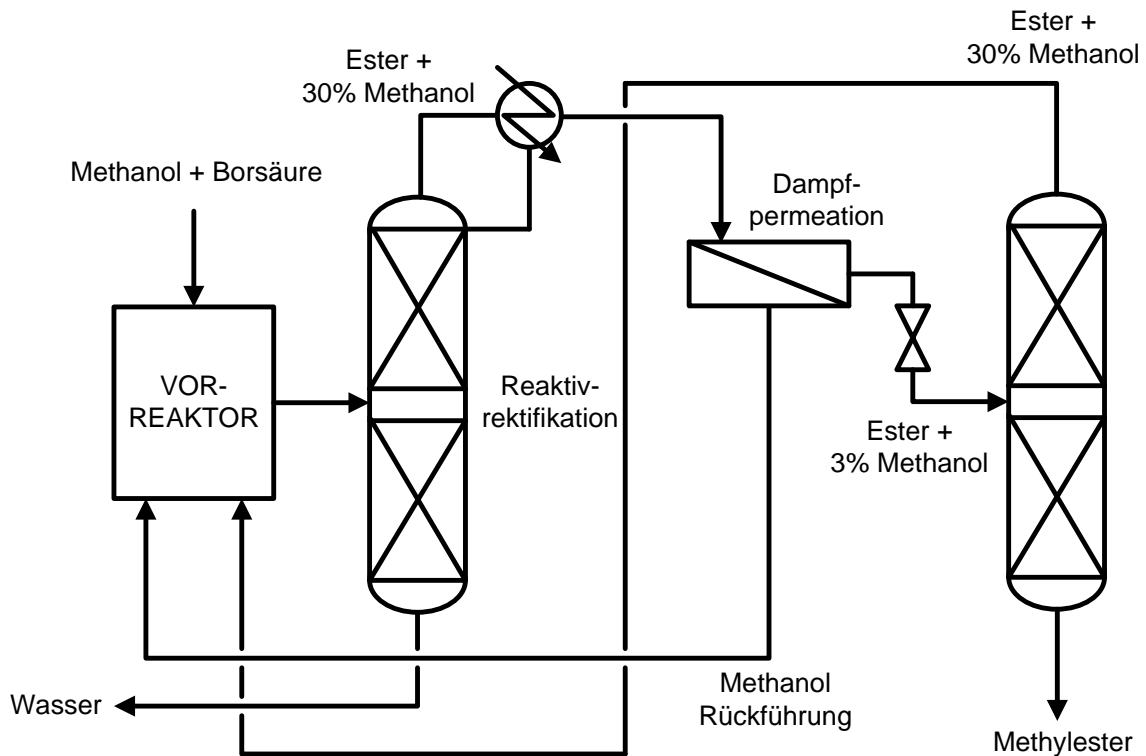 Ester +
30% Methanol
Ester +
30% Methanol
Methanol + Borsäure
Dampf-
permeation
VOR-
REAKTOR
Reaktiv-
rektifikation
Ester +
3% Methanol
Wasser
Methanol
Rückführung
Methylester